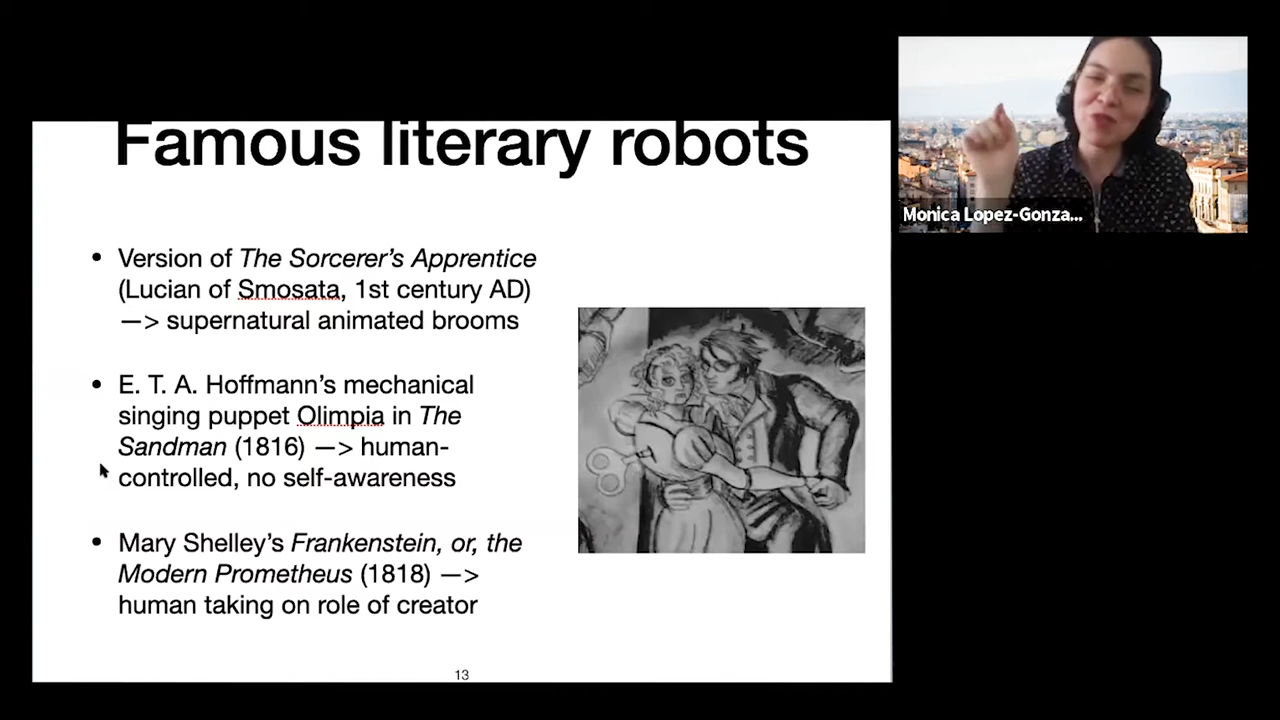 Famous literary robots
• Version of The Sorcerer’s Apprentice
(Lucian of Smosata, 1st century AD)
—> supernatural animated brooms
• E. T. A. Hoffmann’s mechanical
singing puppet Olimpia in The
Sandman (1816) —> human-
controlled, no self-awareness
• Mary Shelley’s Frankenstein, or, the
Modern Prometheus (1818) —>
human taking on role of creator
13
Monica Lopez-Gonza...